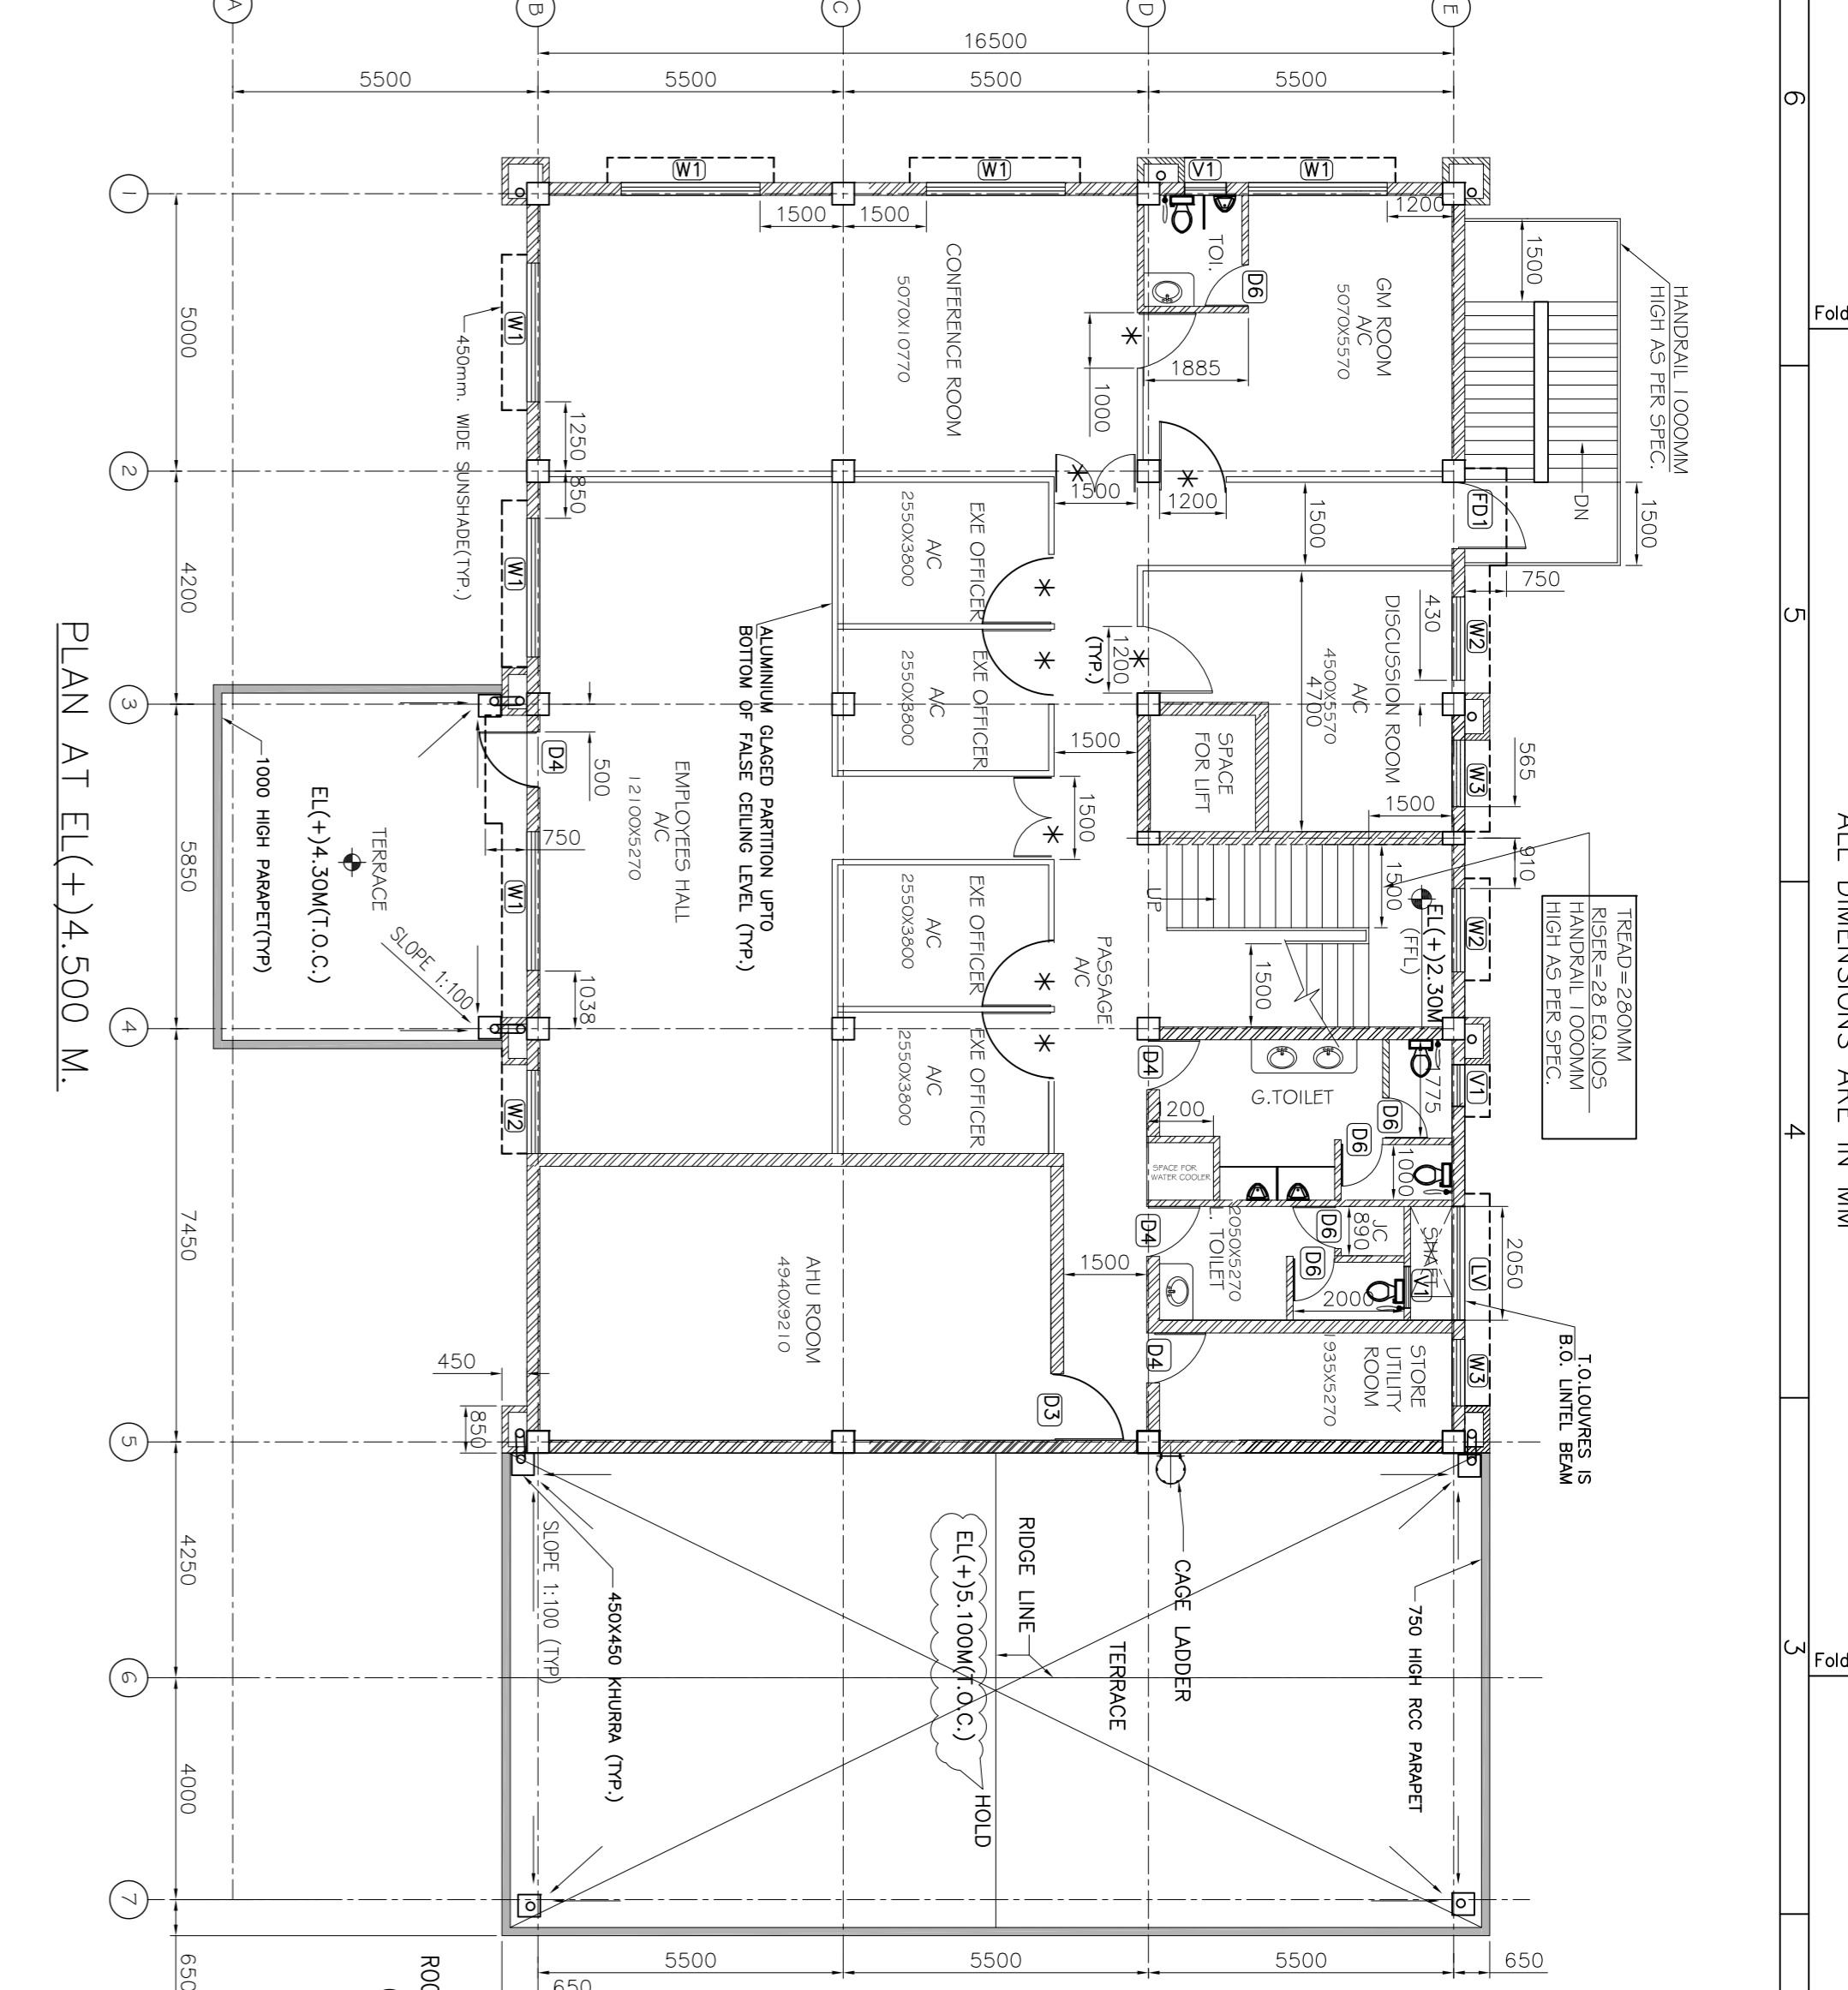 PLAN AT EL(+)4.500 M.
ALL DIMENSIONS ARE IN MM
6
5
4
3
Fold
Fold
A
B
C
D
E
16500
5500
5500
5500
5500
1
2
3
4
5
6
7
5000
4200
5850
7450
4250
4000
650
W1
W1
V1
W1
1500
1500
1200
CONFERENCE ROOM
5070X10770
TOI.
D6
GM ROOM
A/C
5070X5570
1885
1000
1500
HANDRAIL 1000MM
HIGH AS PER SPEC.
DN
1500
FD1
750
W1
450mm. WIDE SUNSHADE(TYP.)
1250
850
W1
1500
1200
1500
EXE OFFICER
A/C
2550X3800
EXE OFFICER
A/C
2550X3800
ALUMINIUM GLAGED PARTITION UPTO
BOTTOM OF FALSE CEILING LEVEL (TYP.)
1200
(TYP.)
DISCUSSION ROOM
A/C
4500X5570
4700
430
W2
W3
565
1500
910
SPACE
FOR LIFT
1500
1500
D4
500
750
EMPLOYEES HALL
A/C
12100X5270
TERRACE
EL(+)4.30M(T.O.C.)
1000 HIGH PARAPET(TYP)
SLOPE 1:100
W1
1038
W2
EXE OFFICER
A/C
2550X3800
EXE OFFICER
A/C
2550X3800
PASSAGE
A/C
UP
1500
1500
EL(+)2.30M
(FFL)
W2
TREAD=280MM
RISER=28 EQ.NOS
HANDRAIL 1000MM
HIGH AS PER SPEC.
D4
G.TOILET
D6
1775
V1
D6
1000
1200
SPACE FOR
WATER COOLER
D4
L. TOILET
2050X5270
D6
JC
890
D6
2000
SHAFT
V1
LV
2050
T.O.LOUVRES IS
B.O. LINTEL BEAM
AHU ROOM
4940X9210
1500
D3
D4
STORE
UTILITY
ROOM
1935X5270
W3
450
850
SLOPE 1:100 (TYP)
450X450 KHURRA (TYP.)
RIDGE LINE
EL(+)5.100M(T.O.C.)
HOLD
CAGE LADDER
TERRACE
750 HIGH RCC PARAPET
5500
5500
5500
650
650